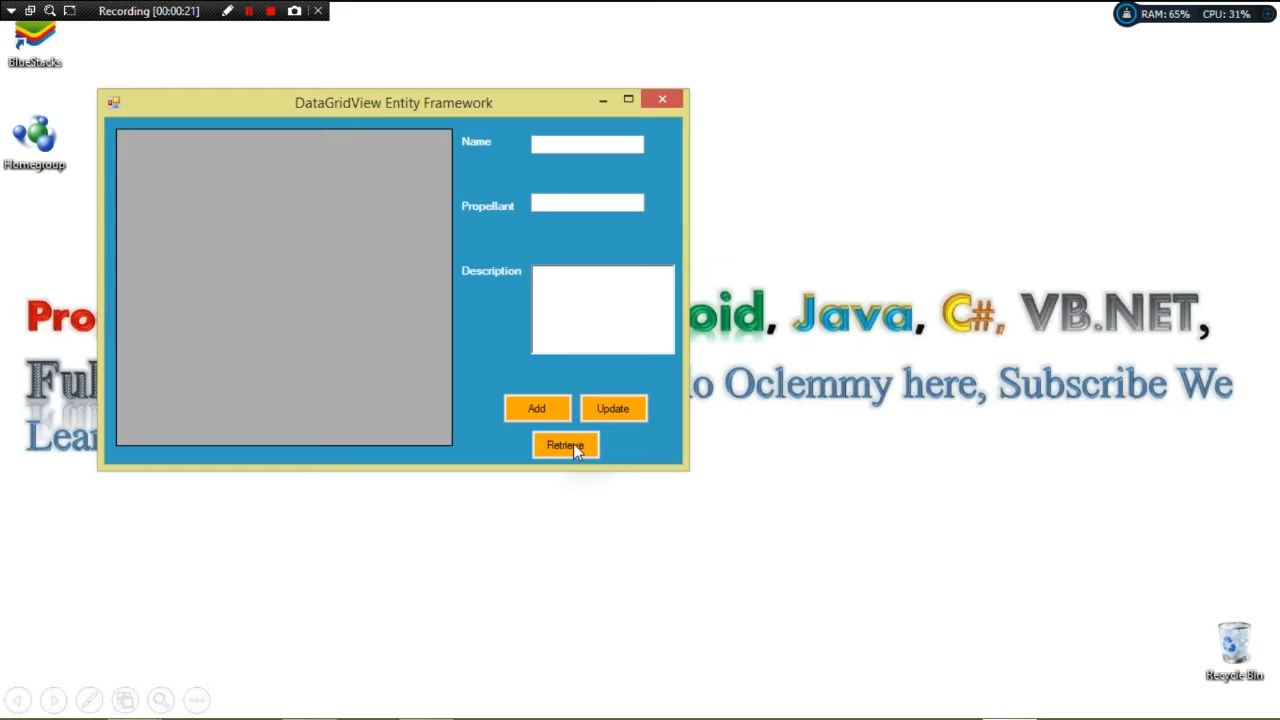 Recording [00:00:21]
RAM: 65% CPU: 31%
BlueStacks
DataGridView Entity Framework
Name
Homegroup
Propellant
Description
Pro oid, Java, C#, VB.NET,
Ful o Oclemmy here, Subscribe We
Lear
Add Update
Retrieve
Recycle Bin